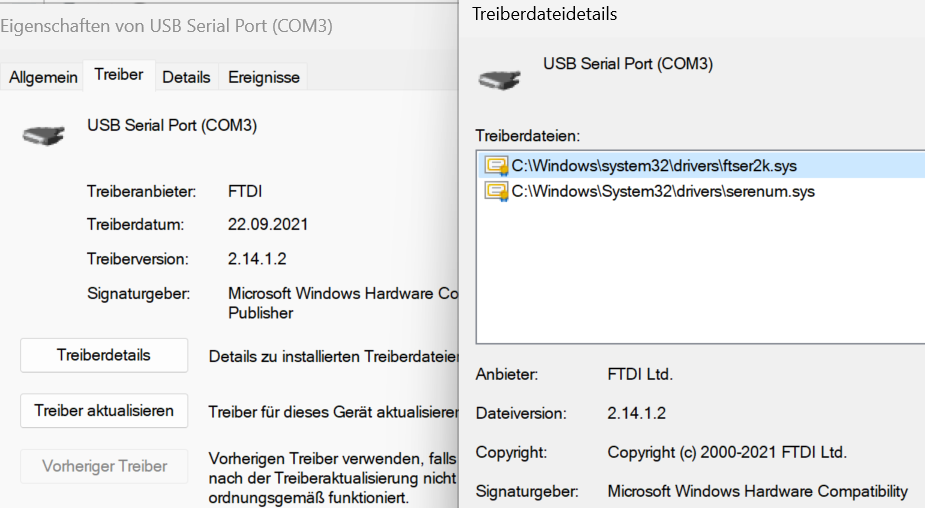 Eigenschaften von USB Serial Port (COM3)
Allgemein Treiber Details Ereignisse
USB Serial Port (COM3)
Treiberanbieter: FTDI
Treiberdatum: 22.09.2021
Treiberversion: 2.14.1.2
Signaturgeber: Microsoft Windows Hardware Co
Publisher
Treiberdetails Details zu installierten Treiberdateien
Treiber aktualisieren Treiber für dieses Gerät aktualisieren
Vorheriger Treiber Vorherigen Treiber verwenden, falls
nach der Treiberaktualisierung nicht
ordnungsgemäß funktioniert.
Treiberdateidetails
USB Serial Port (COM3)
Treiberdateien:
C:\Windows\system32\drivers\ftser2k.sys
C:\Windows\System32\drivers\serenum.sys
Anbieter: FTDI Ltd.
Dateiversion: 2.14.1.2
Copyright: Copyright (c) 2000-2021 FTDI Ltd.
Signaturgeber: Microsoft Windows Hardware Compatibility